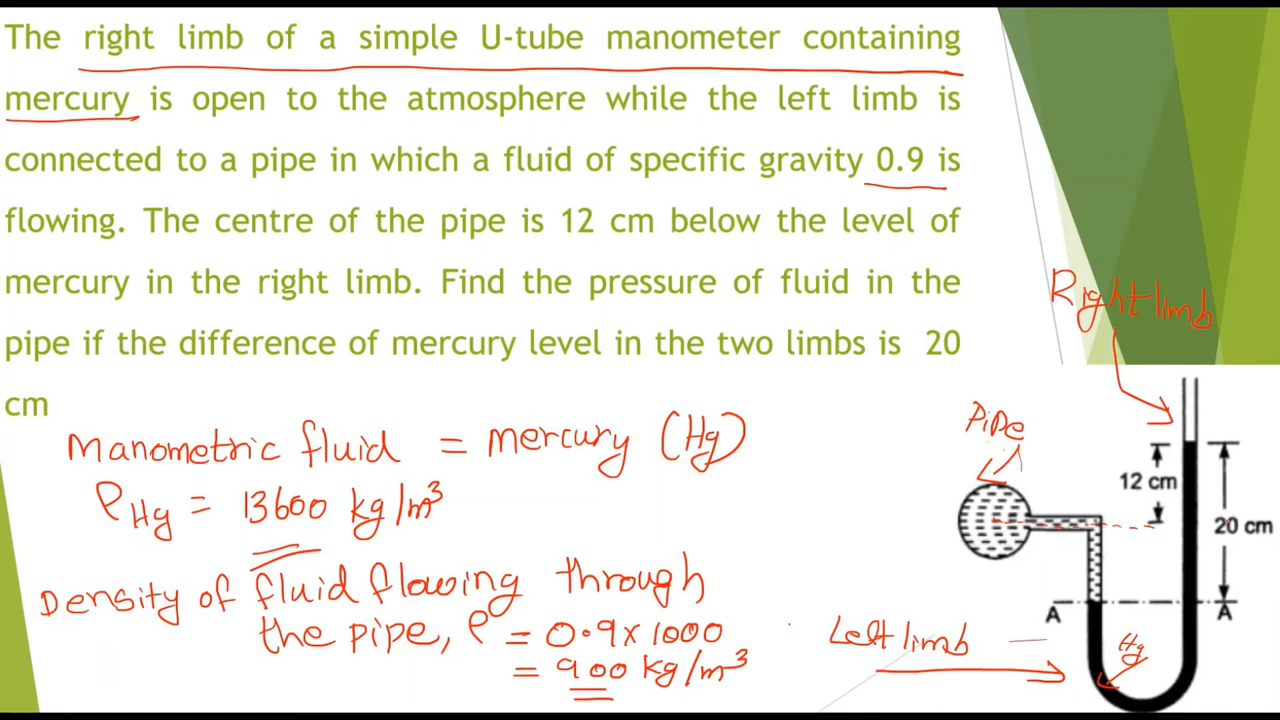 The right limb of a simple U-tube manometer containing
mercury is open to the atmosphere while the left limb is
connected to a pipe in which a fluid of specific gravity 0.9 is
flowing. The centre of the pipe is 12 cm below the level of
mercury in the right limb. Find the pressure of fluid in the
pipe if the difference of mercury level in the two limbs is 20
cm
Manometric fluid = mercury (Hg)
ρHg = 13600 kg/m³
Density of fluid flowing through
the pipe, ρ = 0.9 x 1000
= 900 kg/m³
Right limb
Pipe
12 cm
20 cm
A A
Left limb
Hg